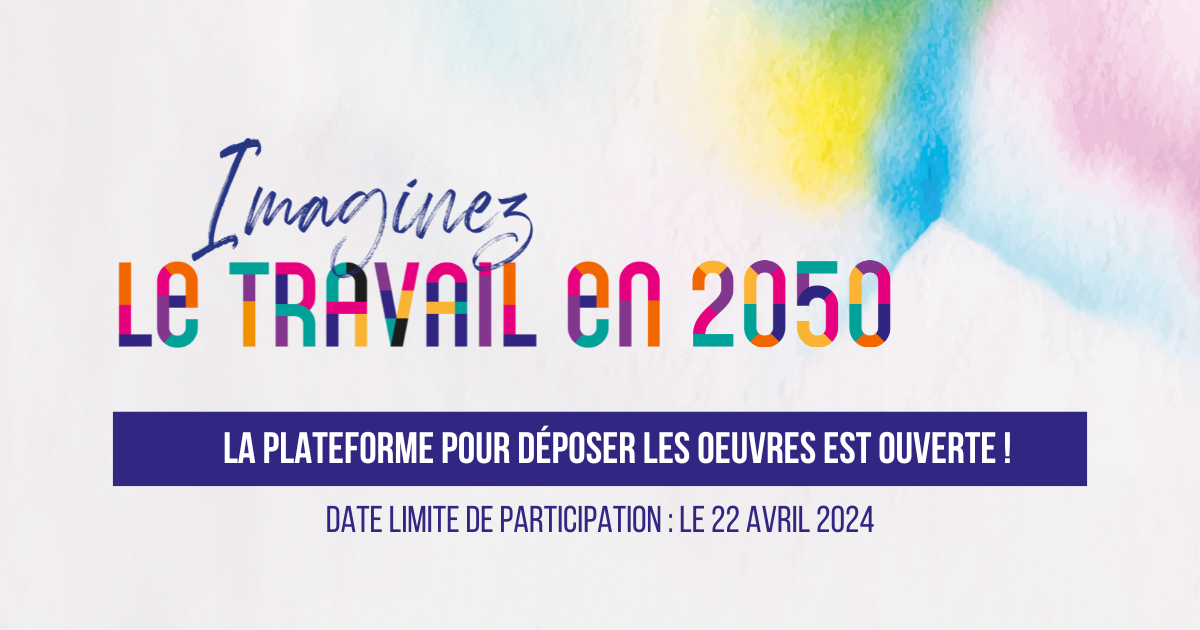 Imaginez
Le TRAVAIL en 2050
LA PLATEFORME POUR DÉPOSER LES OEUVRES EST OUVERTE !
DATE LIMITE DE PARTICIPATION : LE 22 AVRIL 2024